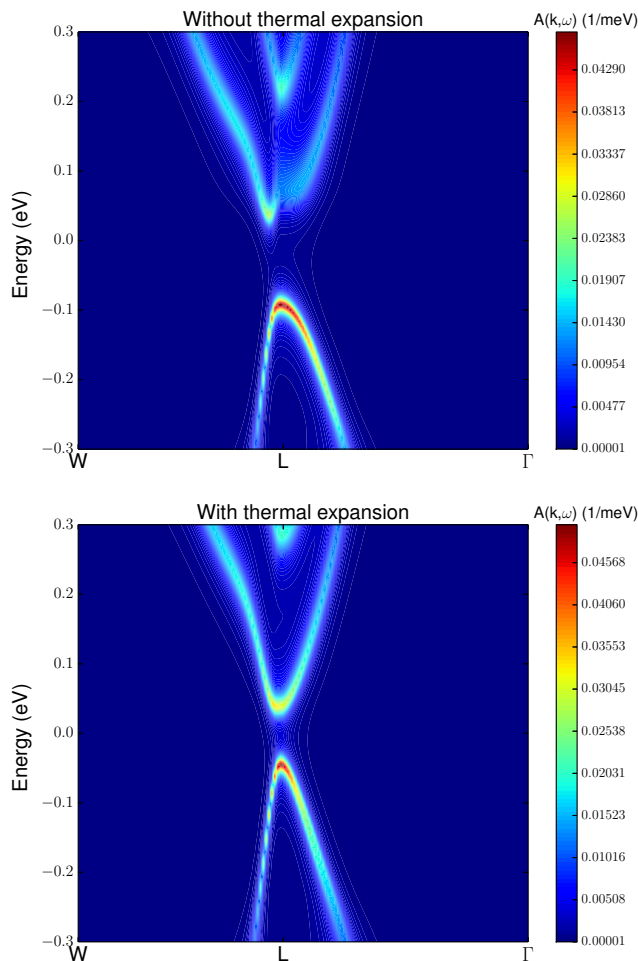 Without thermal expansion
A(k,ω) (1/meV)
0.3
0.2
0.1
0.0
−0.1
−0.2
−0.3
Energy (eV)
W
L
Γ
0.04290
0.03813
0.03337
0.02860
0.02383
0.01907
0.01430
0.00954
0.00477
0.00001
With thermal expansion
A(k,ω) (1/meV)
0.3
0.2
0.1
0.0
−0.1
−0.2
−0.3
Energy (eV)
W
L
Γ
0.04568
0.04060
0.03553
0.03045
0.02538
0.02031
0.01523
0.01016
0.00508
0.00001